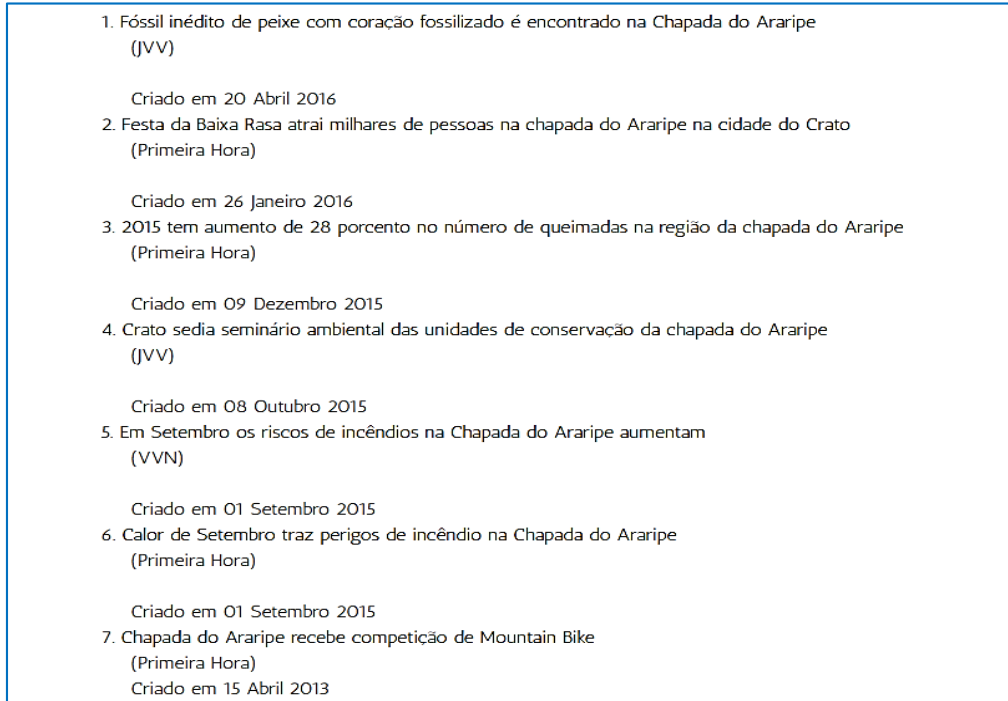 1. Fóssil inédito de peixe com coração fossilizado é encontrado na Chapada do Araripe
(JVV)
Criado em 20 Abril 2016
2. Festa da Baixa Rasa atrai milhares de pessoas na chapada do Araripe na cidade do Crato
(Primeira Hora)
Criado em 26 Janeiro 2016
3. 2015 tem aumento de 28 porcento no número de queimadas na região da chapada do Araripe
(Primeira Hora)
Criado em 09 Dezembro 2015
4. Crato sedia seminário ambiental das unidades de conservação da chapada do Araripe
(JVV)
Criado em 08 Outubro 2015
5. Em Setembro os riscos de incêndios na Chapada do Araripe aumentam
(VVN)
Criado em 01 Setembro 2015
6. Calor de Setembro traz perigos de incêndio na Chapada do Araripe
(Primeira Hora)
Criado em 01 Setembro 2015
7. Chapada do Araripe recebe competição de Mountain Bike
(Primeira Hora)
Criado em 15 Abril 2013